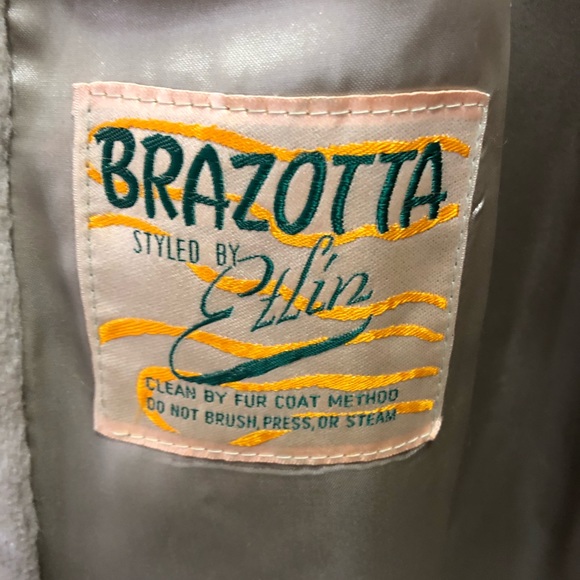 BRAZOTTA
STYLED BY
Etlin
CLEAN BY FUR COAT METHOD
DO NOT BRUSH, PRESS, OR STEAM